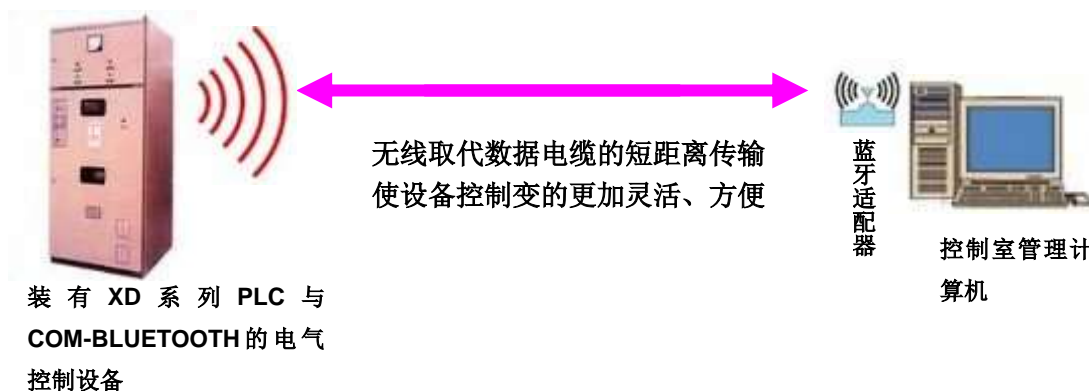 无线取代数据电缆的短距离传输
使设备控制变的更加灵活、方便
蓝牙适配器
控制室管理计
算机
装有 XD 系列 PLC 与
COM-BLUETOOTH 的电气
控制设备